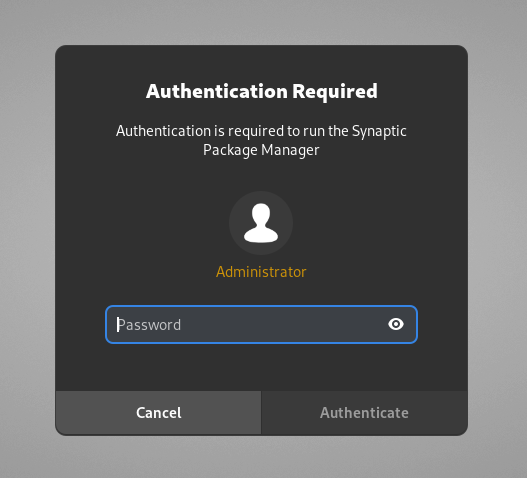 Authentication Required
Authentication is required to run the Synaptic
Package Manager
Administrator
Password
Cancel
Authenticate